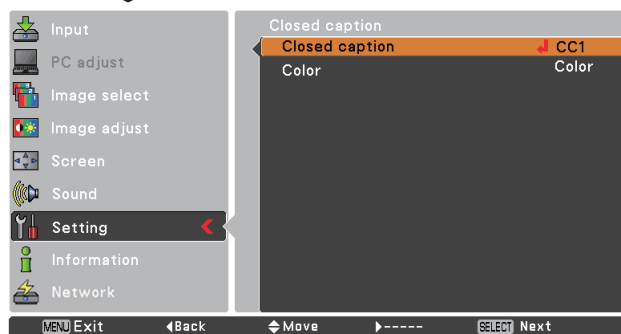 Input
PC adjust
Image select
Image adjust
Screen
Sound
Setting
Information
Network
Closed caption
Closed caption CC1
Color Color
MENU Exit ◀Back ◆Move ▶----- SELECT Next